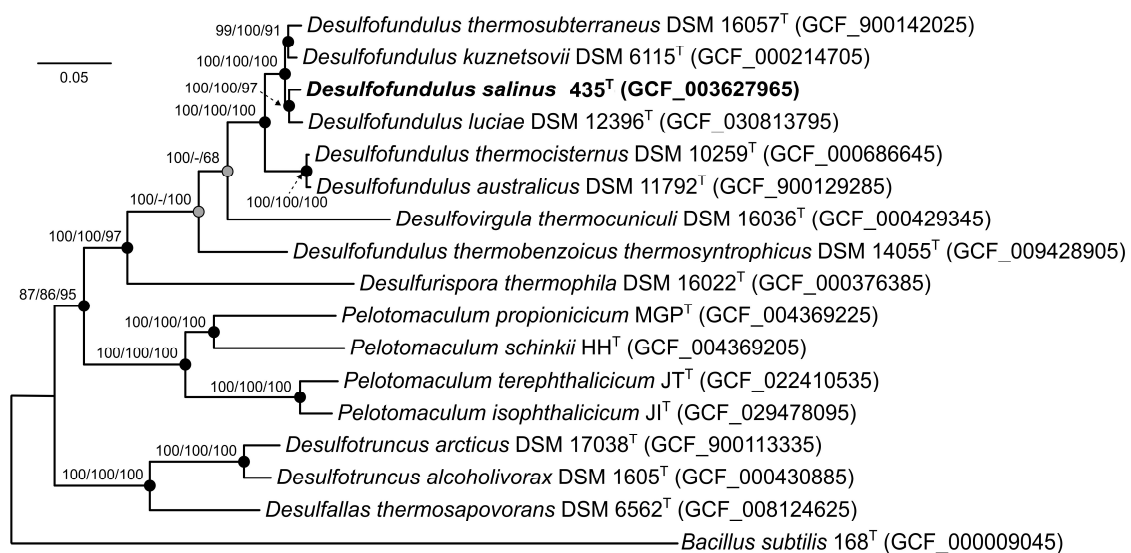 99/100/91
Desulfofundulus thermosubterraneus DSM 16057ᵀ (GCF_900142025)
100/100/100
Desulfofundulus kuznetsovii DSM 6115ᵀ (GCF_000214705)
0.05
100/100/97
Desulfofundulus salinus 435ᵀ (GCF_003627965)
100/100/100
Desulfofundulus luciae DSM 12396ᵀ (GCF_030813795)
100/-/68
Desulfofundulus thermocisternus DSM 10259ᵀ (GCF_000686645)
Desulfofundulus australicus DSM 11792ᵀ (GCF_900129285)
100/100/100
100/-/100
Desulfovirgula thermocuniculi DSM 16036ᵀ (GCF_000429345)
100/100/97
Desulfofundulus thermobenzoicus thermosyntrophicus DSM 14055ᵀ (GCF_009428905)
Desulfurispora thermophila DSM 16022ᵀ (GCF_000376385)
87/86/95
100/100/100
Pelotomaculum propionicicum MGPᵀ (GCF_004369225)
100/100/100
Pelotomaculum schinkii HHᵀ (GCF_004369205)
100/100/100
Pelotomaculum terephthalicicum JTᵀ (GCF_022410535)
Pelotomaculum isophthalicicum JIᵀ (GCF_029478095)
100/100/100
Desulfotruncus arcticus DSM 17038ᵀ (GCF_900113335)
100/100/100
Desulfotruncus alcoholivorax DSM 1605ᵀ (GCF_000430885)
Desulfallas thermosapovorans DSM 6562ᵀ (GCF_008124625)
Bacillus subtilis 168ᵀ (GCF_000009045)